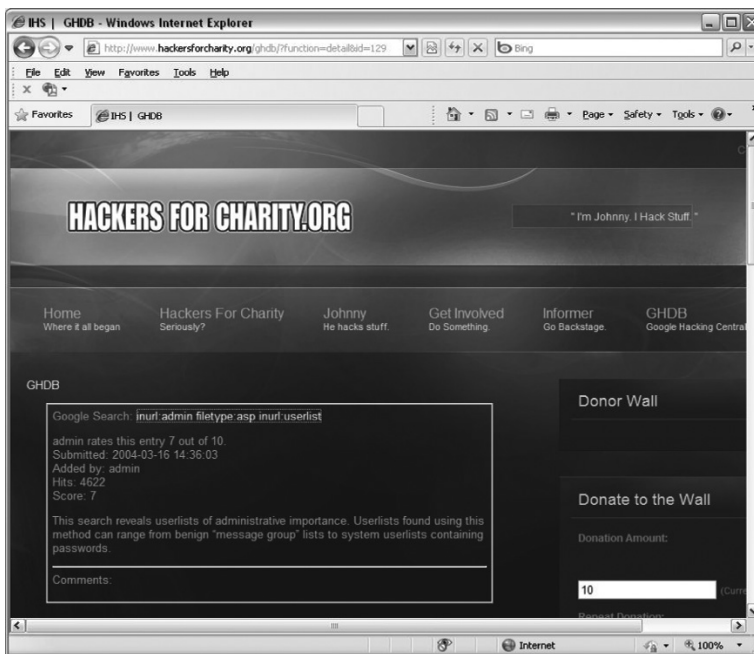 IHS | GHDB - Windows Internet Explorer
http://www.hackersforcharity.org/ghdb/?function=detail&id=129
Bing
File Edit View Favorites Tools Help
Favorites
IHS | GHDB
Page Safety Tools
HACKERS FOR CHARITY.ORG
" I'm Johnny. I Hack Stuff. "
Home Hackers For Charity Johnny Get Involved Informer GHDB
Where it all began Seriously? He hacks stuff. Do Something. Go Backstage. Google Hacking Central
GHDB
Google Search: inurl:admin filetype:asp inurl:userlist
admin rates this entry 7 out of 10.
Submitted: 2004-03-16 14:36:03
Added by: admin
Hits: 4622
Score: 7
This search reveals userlists of administrative importance. Userlists found using this
method can range from benign "message group" lists to system userlists containing
passwords.
Comments:
Donor Wall
Donate to the Wall
Donation Amount:
10
Repeat Donation:
Internet
100%